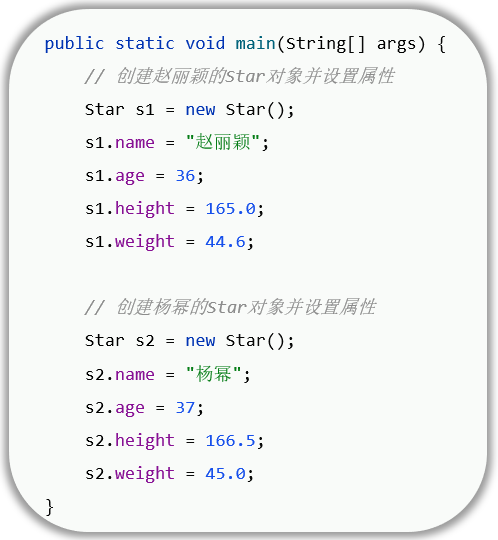 public static void main(String[] args) {
    // 创建赵丽颖的Star对象并设置属性
    Star s1 = new Star();
    s1.name = "赵丽颖";
    s1.age = 36;
    s1.height = 165.0;
    s1.weight = 44.6;

    // 创建杨幂的Star对象并设置属性
    Star s2 = new Star();
    s2.name = "杨幂";
    s2.age = 37;
    s2.height = 166.5;
    s2.weight = 45.0;
}